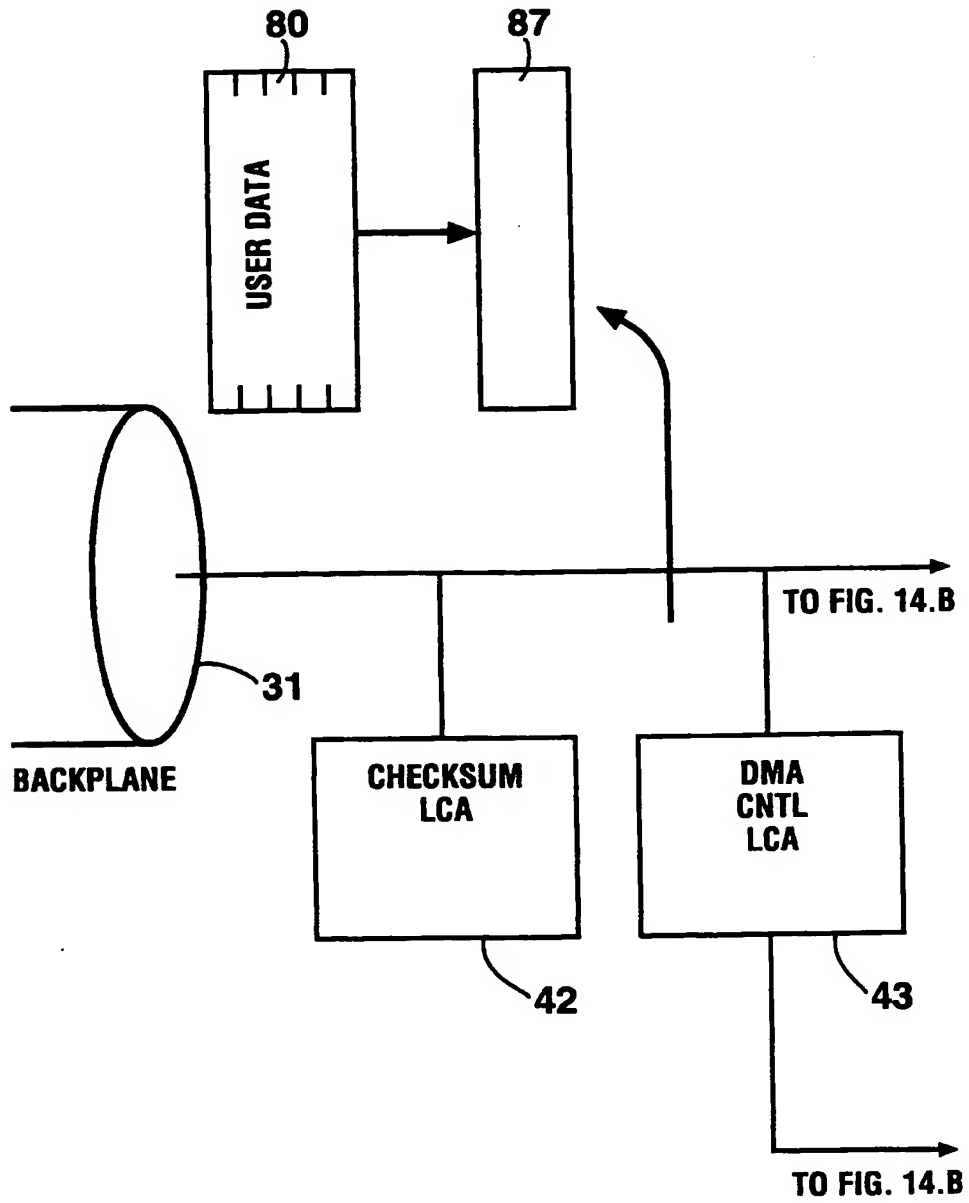 80
87
USER DATA
TO FIG. 14.B
31
BACKPLANE
CHECKSUM
LCA
DMA
CNTL
LCA
42
43
TO FIG. 14.B